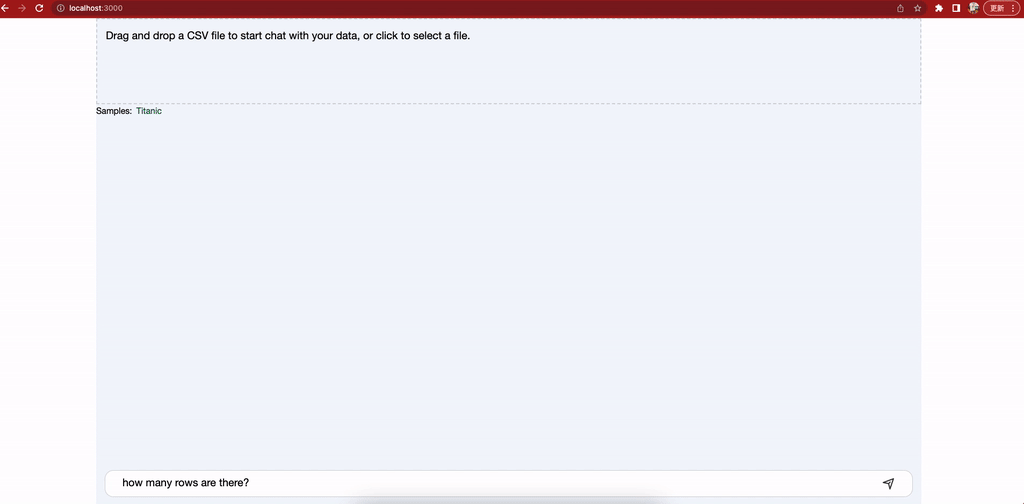 localhost:3000
更新
Drag and drop a CSV file to start chat with your data, or click to select a file.
Samples: Titanic
how many rows are there?